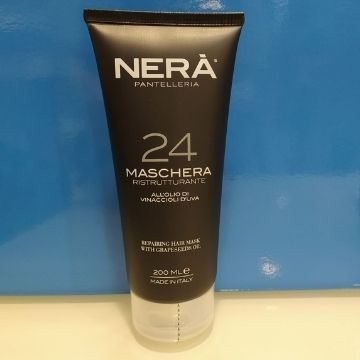 NERÀ®
PANTELLERIA
24
MASCHERA
RISTRUTTURANTE
ALL'OLIO DI
VINACCIOLI D'UVA
REPAIRING HAIR MASK
WITH GRAPESEEDS OIL
200 ML e
MADE IN ITALY